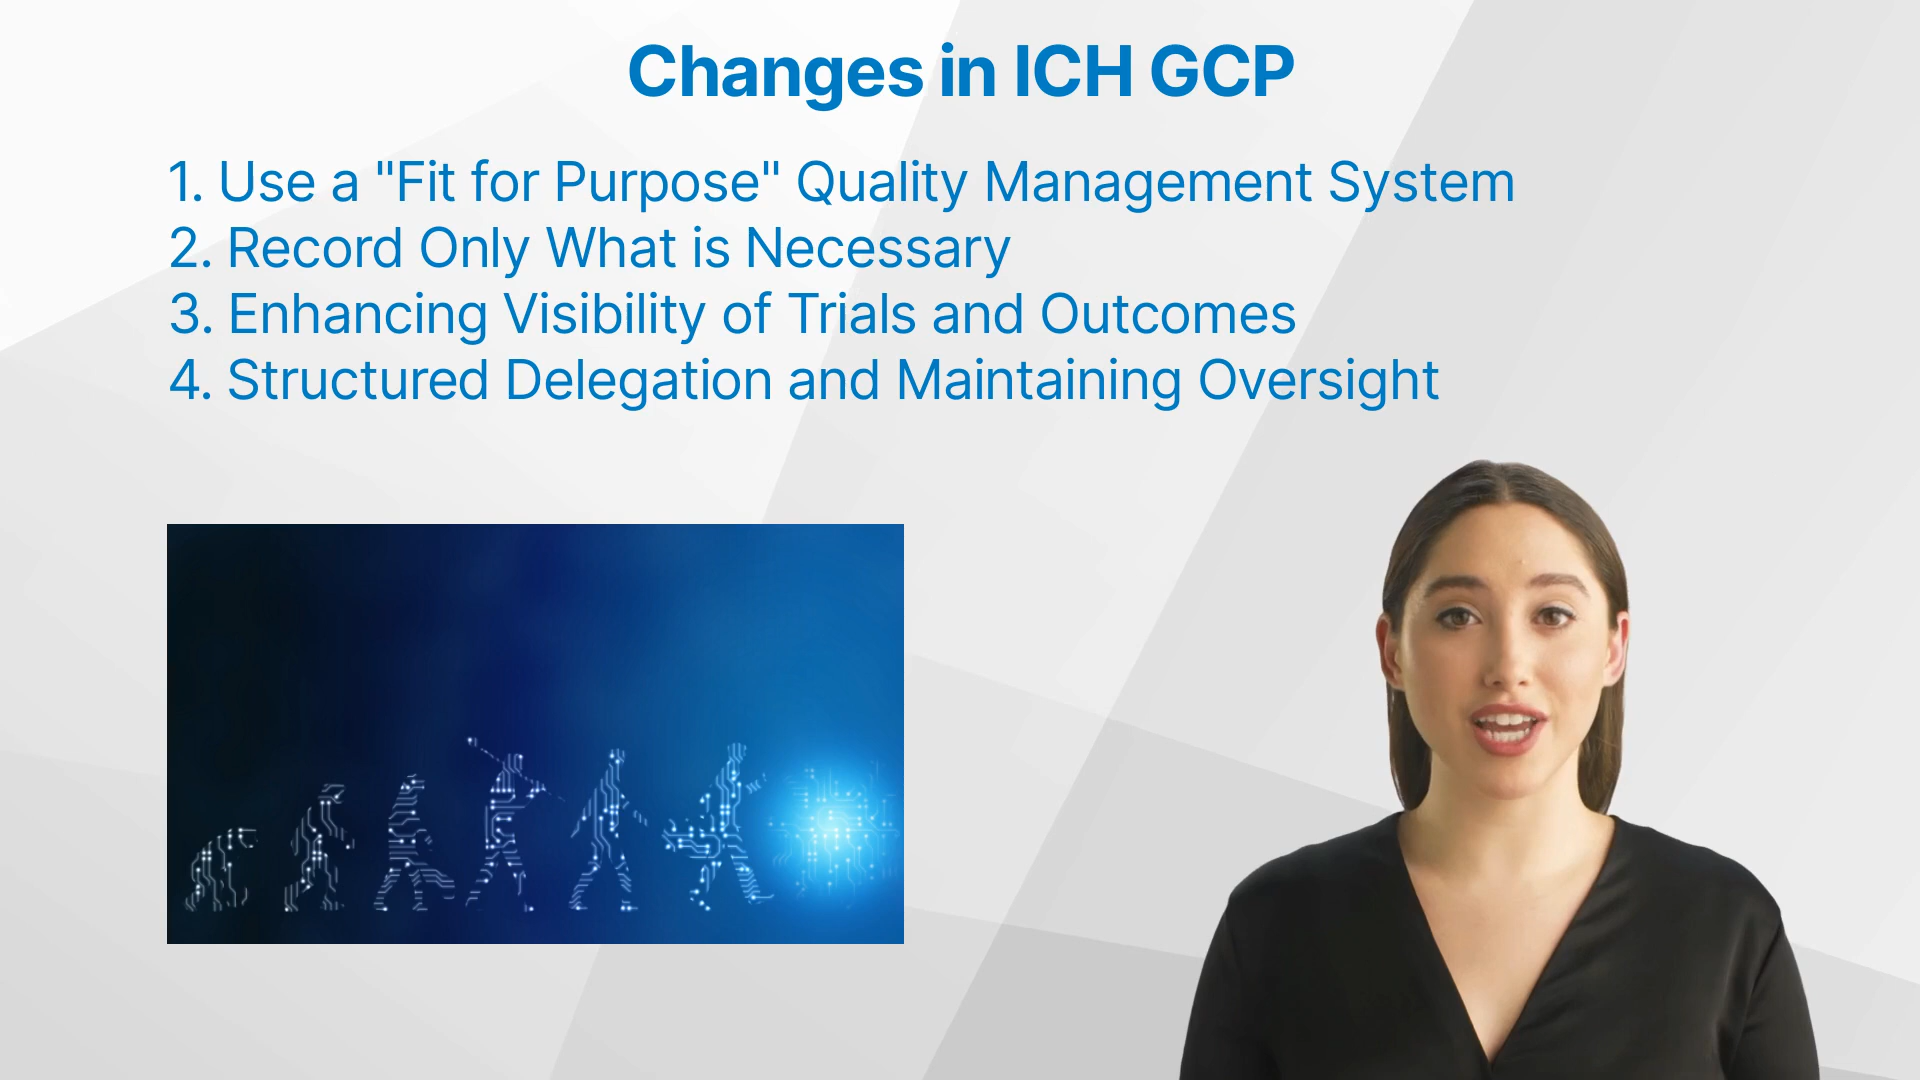 Changes in ICH GCP
1. Use a "Fit for Purpose" Quality Management System
2. Record Only What is Necessary
3. Enhancing Visibility of Trials and Outcomes
4. Structured Delegation and Maintaining Oversight